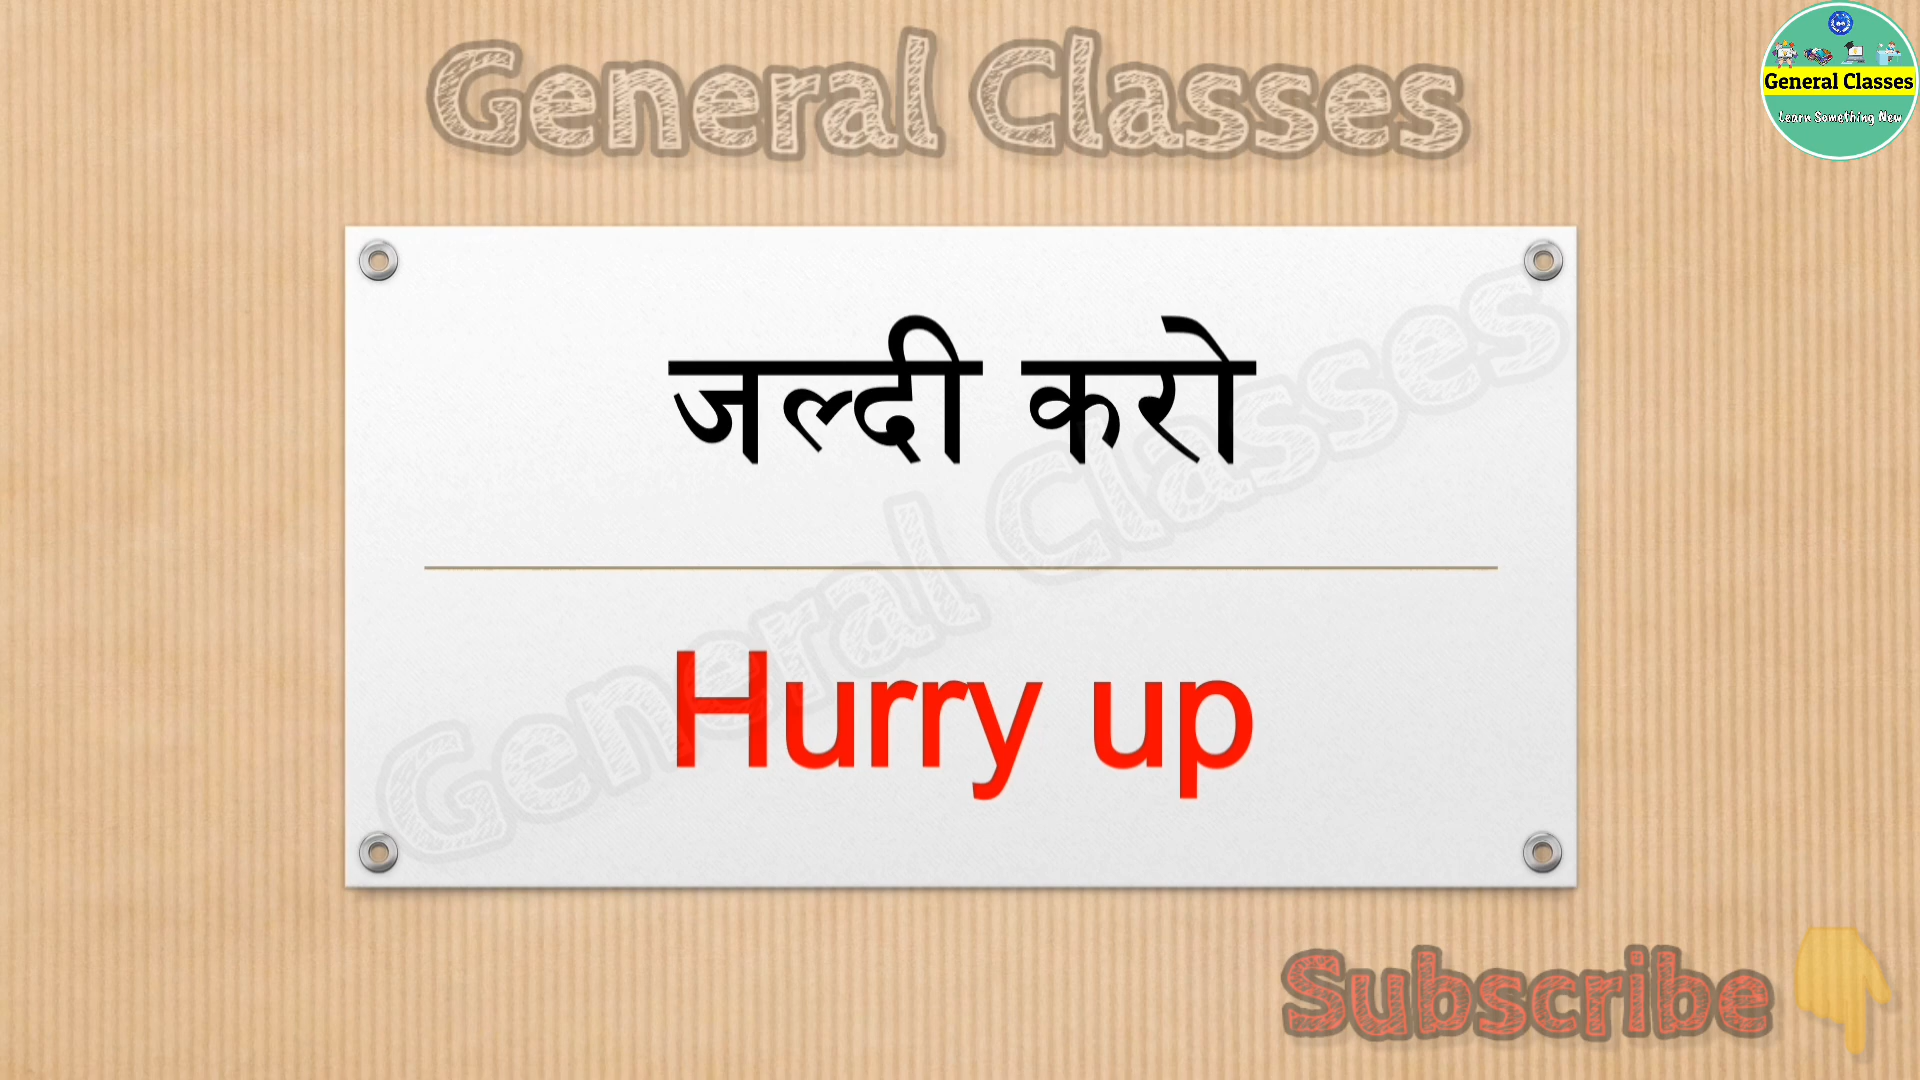 General Classes
General Classes
Learn Something New
जल्दी करो
General Classes
Hurry up
Subscribe